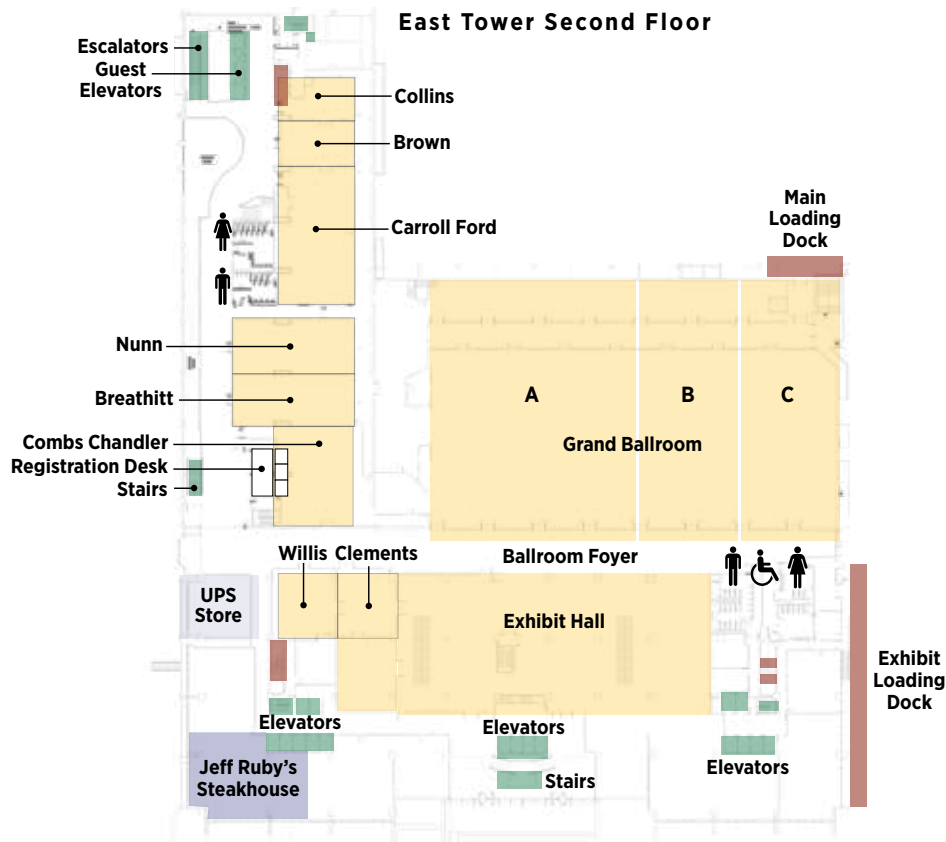 East Tower Second Floor
Escalators
Guest
Elevators
Collins
Brown
Carroll Ford
Main
Loading
Dock
Nunn
Breathitt
Combs Chandler
Registration Desk
Stairs
A
B
C
Grand Ballroom
Willis
Clements
Ballroom Foyer
UPS
Store
Exhibit Hall
Exhibit
Loading
Dock
Elevators
Elevators
Elevators
Jeff Ruby's
Steakhouse
Stairs